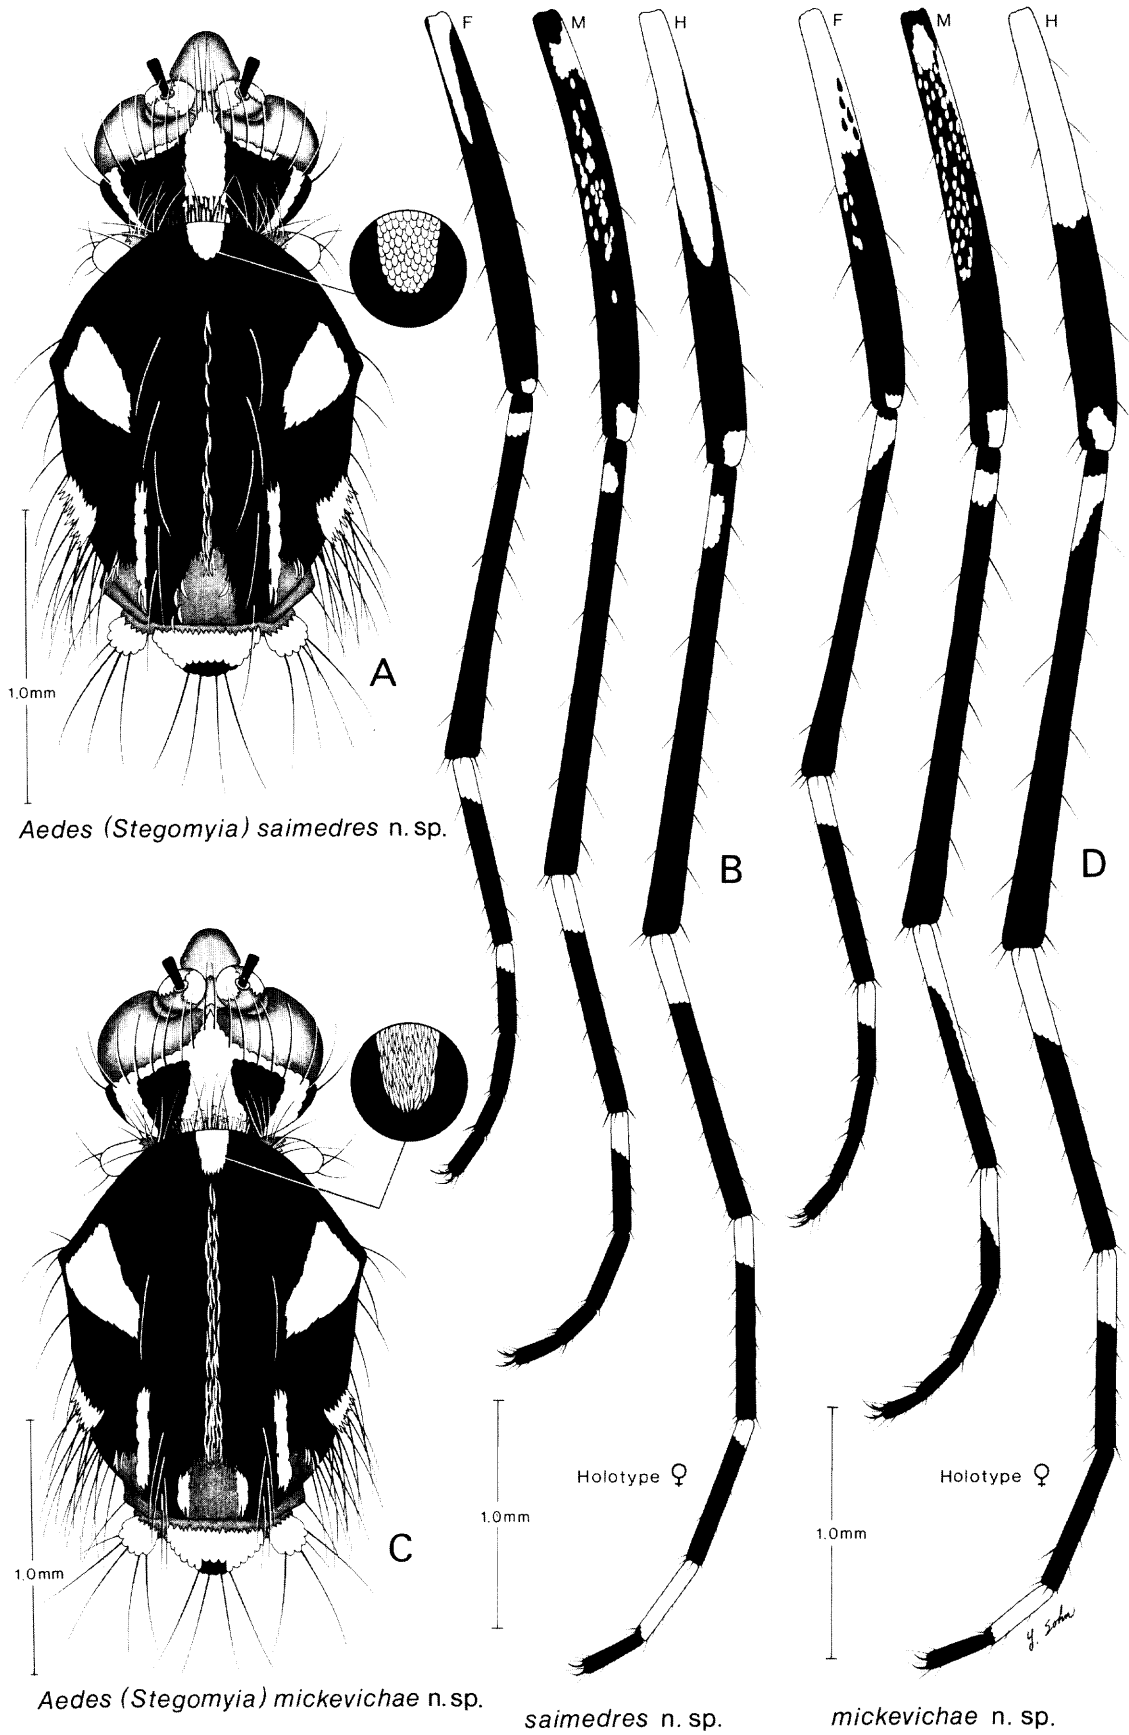 F M H F M H
A
1.0mm
Aedes (Stegomyia) saimedres n. sp.
B
D
C
1.0mm
Aedes (Stegomyia) mickevichae n. sp.
Holotype ♀
1.0mm
saimedres n. sp.
Holotype ♀
1.0mm
Y. Sohn
mickevichae n. sp.